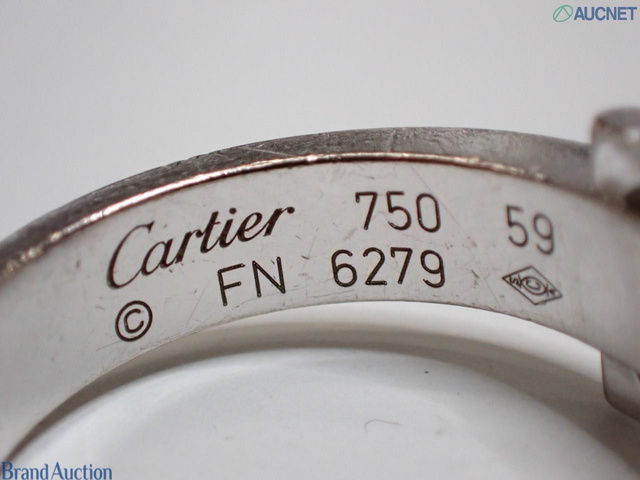 AUCNET
Cartier 750 59
© FN 6279
Brand Auction